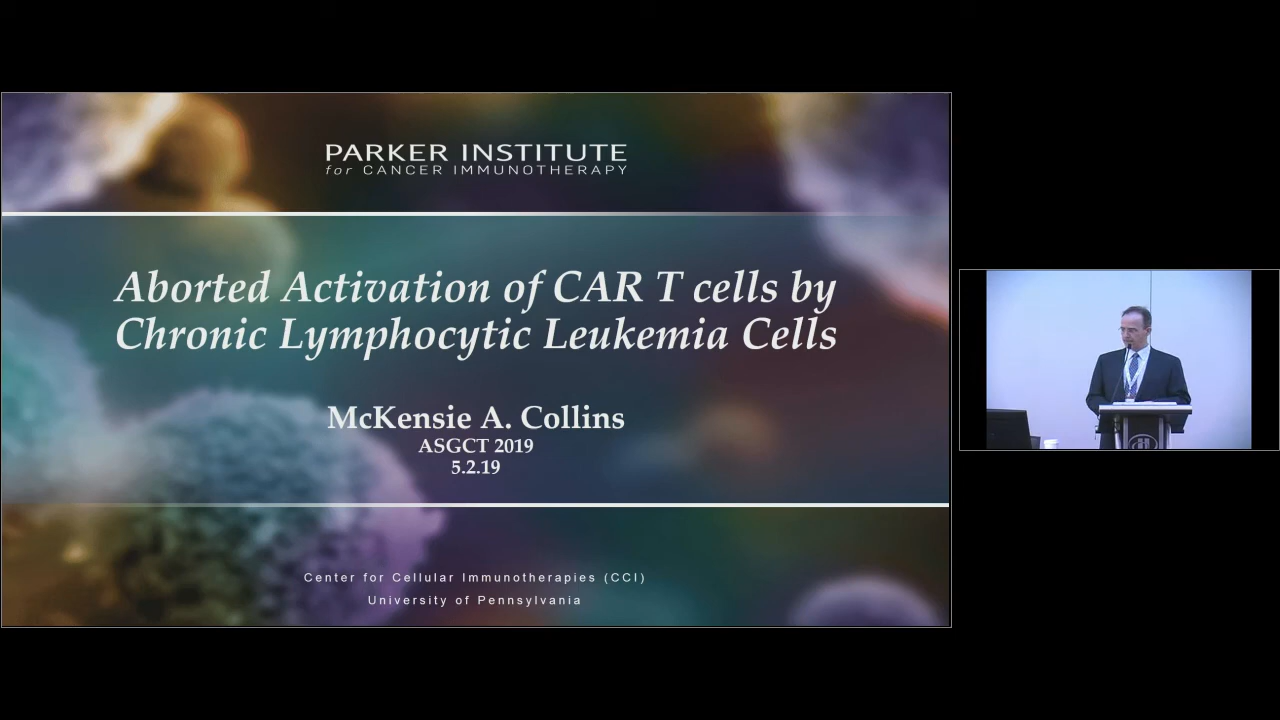 PARKER INSTITUTE
for CANCER IMMUNOTHERAPY
Aborted Activation of CAR T cells by
Chronic Lymphocytic Leukemia Cells
McKensie A. Collins
ASGCT 2019
5.2.19
Center for Cellular Immunotherapies (CCI)
University of Pennsylvania